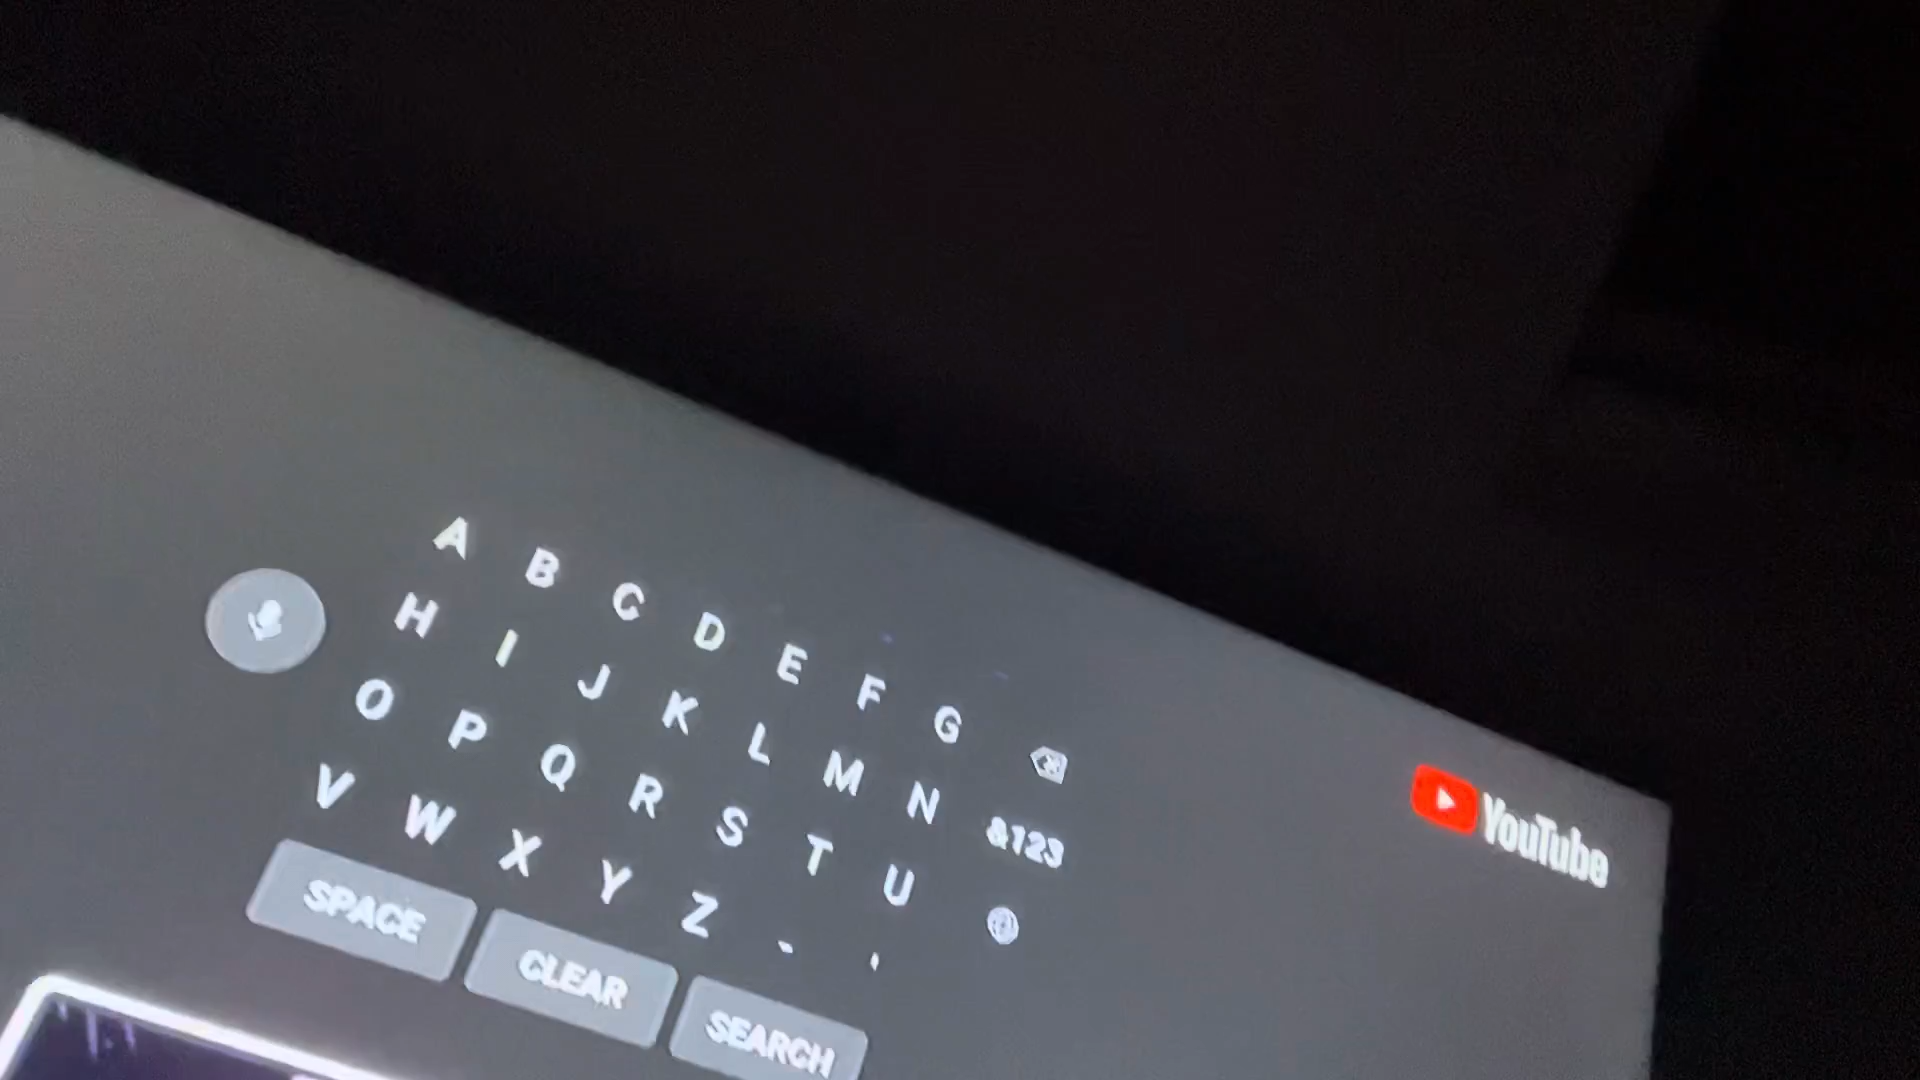 A B C D E F G
H I J K L M N &123
O P Q R S T U
V W X Y Z - '
SPACE CLEAR SEARCH
YouTube